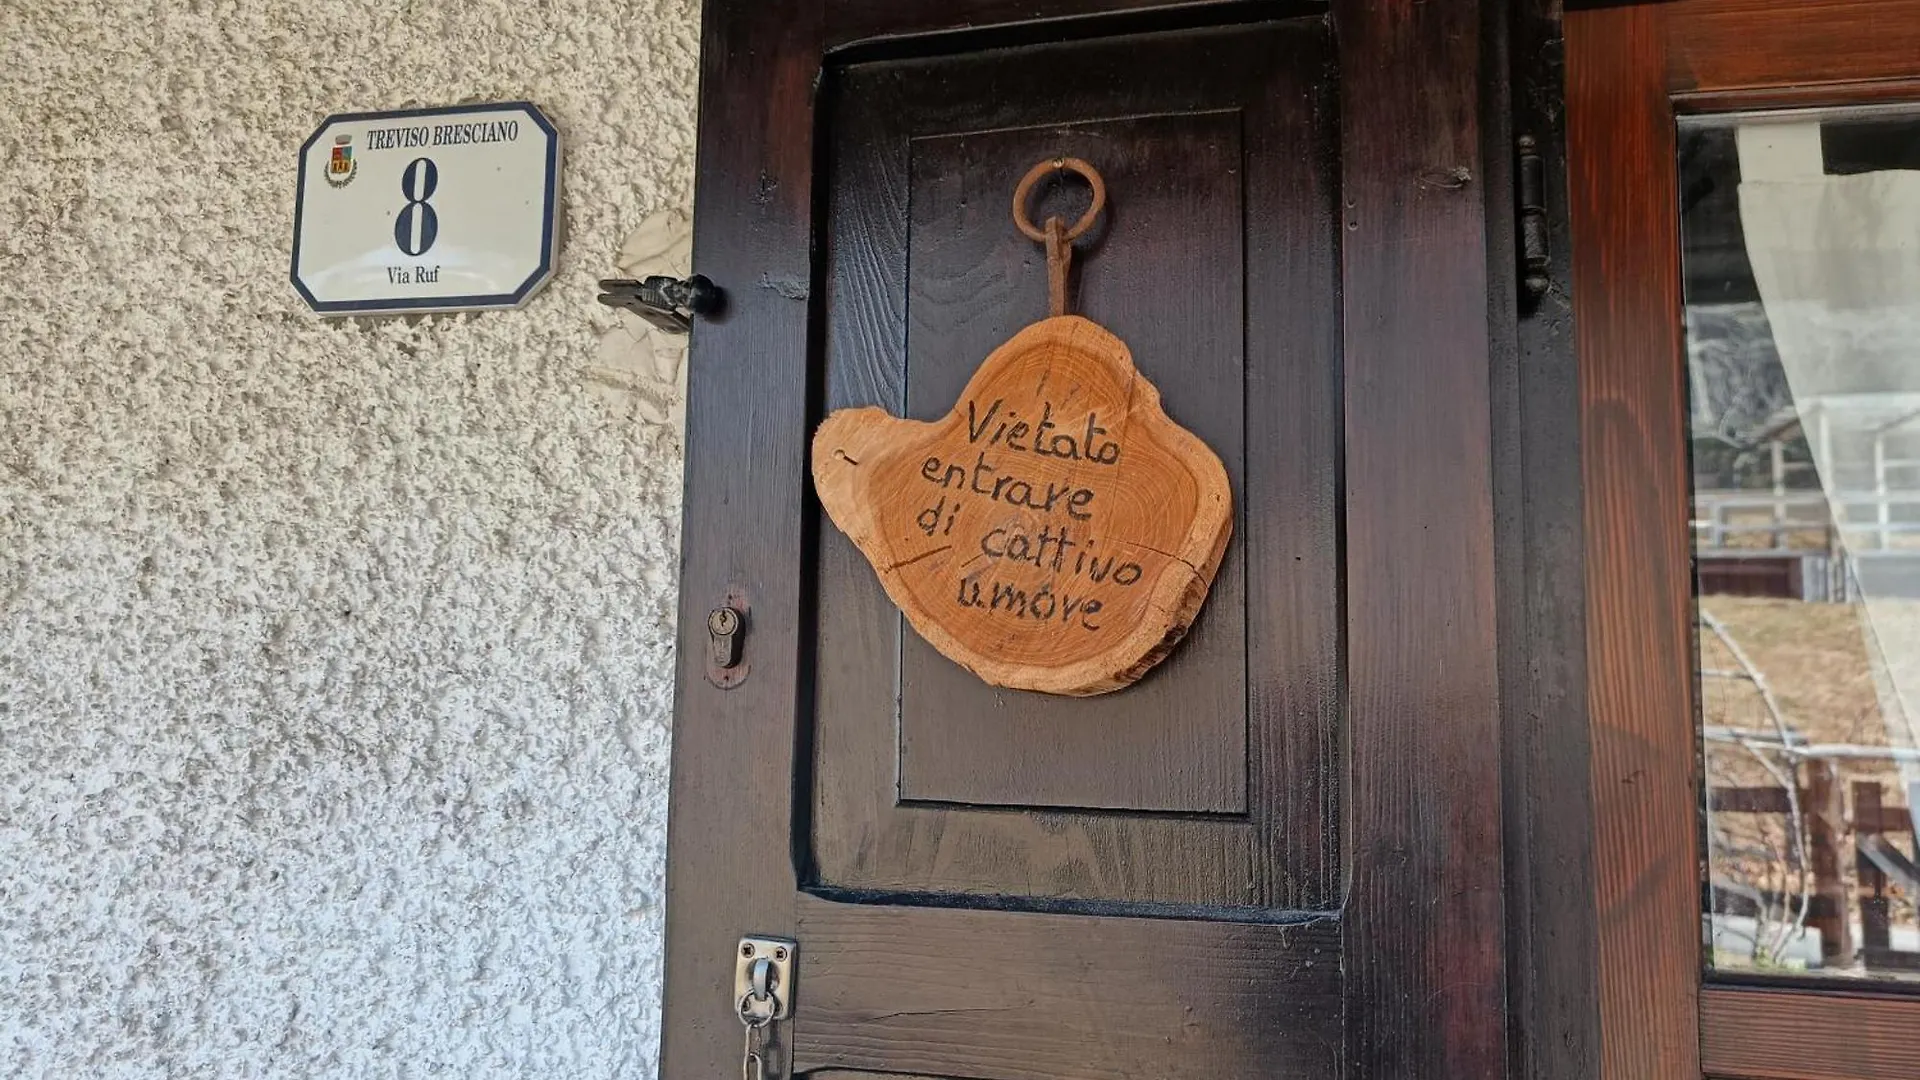 TREVISO BRESCIANO
8
Via Ruf
Vietato
entrare
di cattivo
umore